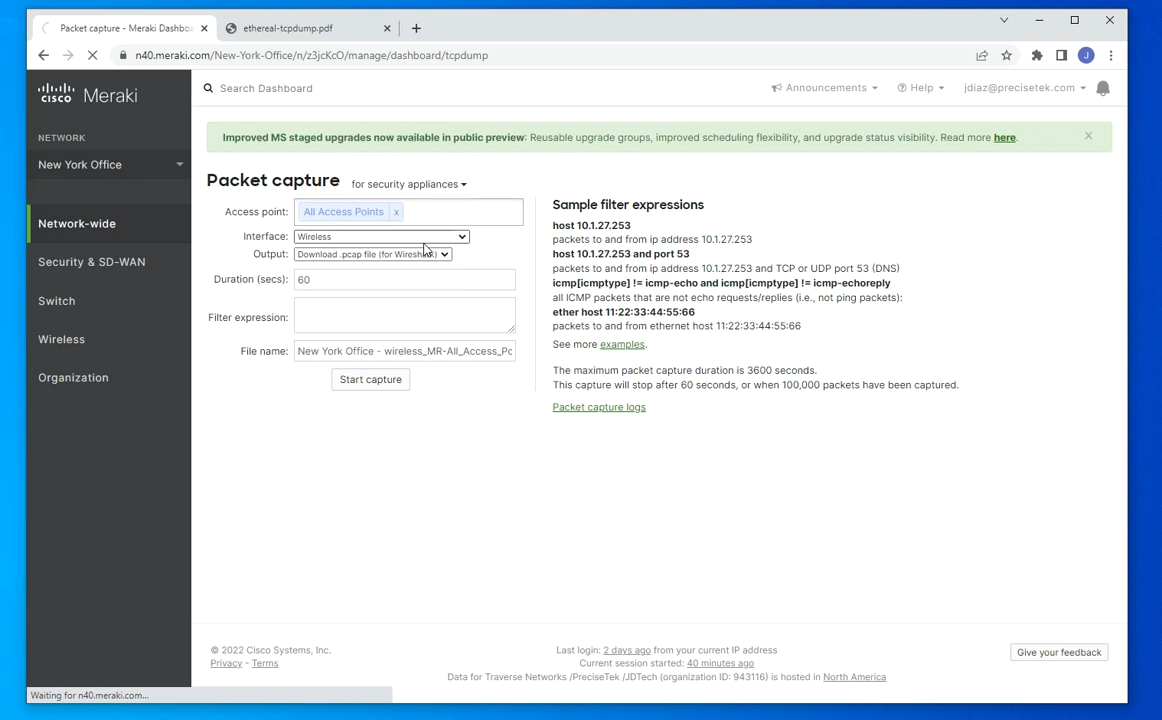 Packet capture - Meraki Dashboa
ethereal-tcpdump.pdf
n40.meraki.com/New-York-Office/n/z3jcKcO/manage/dashboard/tcpdump
J
CISCO Meraki
Search Dashboard
Announcements
Help
jdiaz@precisetek.com
NETWORK
New York Office
Network-wide
Security & SD-WAN
Switch
Wireless
Organization
Improved MS staged upgrades now available in public preview: Reusable upgrade groups, improved scheduling flexibility, and upgrade status visibility. Read more here.
Packet capture for security appliances
Access point: All Access Points x
Interface: Wireless
Output: Download .pcap file (for Wireshark)
Duration (secs): 60
Filter expression:
File name: New York Office - wireless_MR-All_Access_Pc
Start capture
Sample filter expressions
host 10.1.27.253
packets to and from ip address 10.1.27.253
host 10.1.27.253 and port 53
packets to and from ip address 10.1.27.253 and TCP or UDP port 53 (DNS)
icmp[icmptype] != icmp-echo and icmp[icmptype] != icmp-echoreply
all ICMP packets that are not echo requests/replies (i.e., not ping packets):
ether host 11:22:33:44:55:66
packets to and from ethernet host 11:22:33:44:55:66
See more examples.
The maximum packet capture duration is 3600 seconds.
This capture will stop after 60 seconds, or when 100,000 packets have been captured.
Packet capture logs
© 2022 Cisco Systems, Inc.
Privacy - Terms
Last login: 2 days ago from your current IP address
Current session started: 40 minutes ago
Data for Traverse Networks /PreciseTek /JDTech (organization ID: 943116) is hosted in North America
Give your feedback
Waiting for n40.meraki.com...